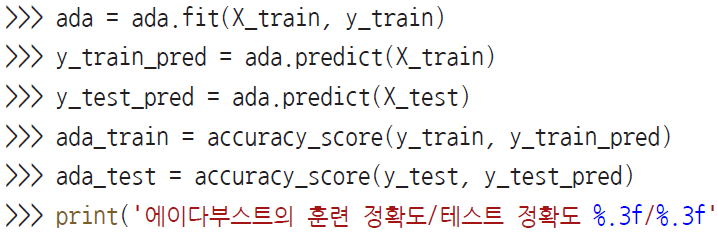 >>> ada = ada.fit(X_train, y_train)
>>> y_train_pred = ada.predict(X_train)
>>> y_test_pred = ada.predict(X_test)
>>> ada_train = accuracy_score(y_train, y_train_pred)
>>> ada_test = accuracy_score(y_test, y_test_pred)
>>> print('에이다부스트의 훈련 정확도/테스트 정확도 %.3f/%.3f'